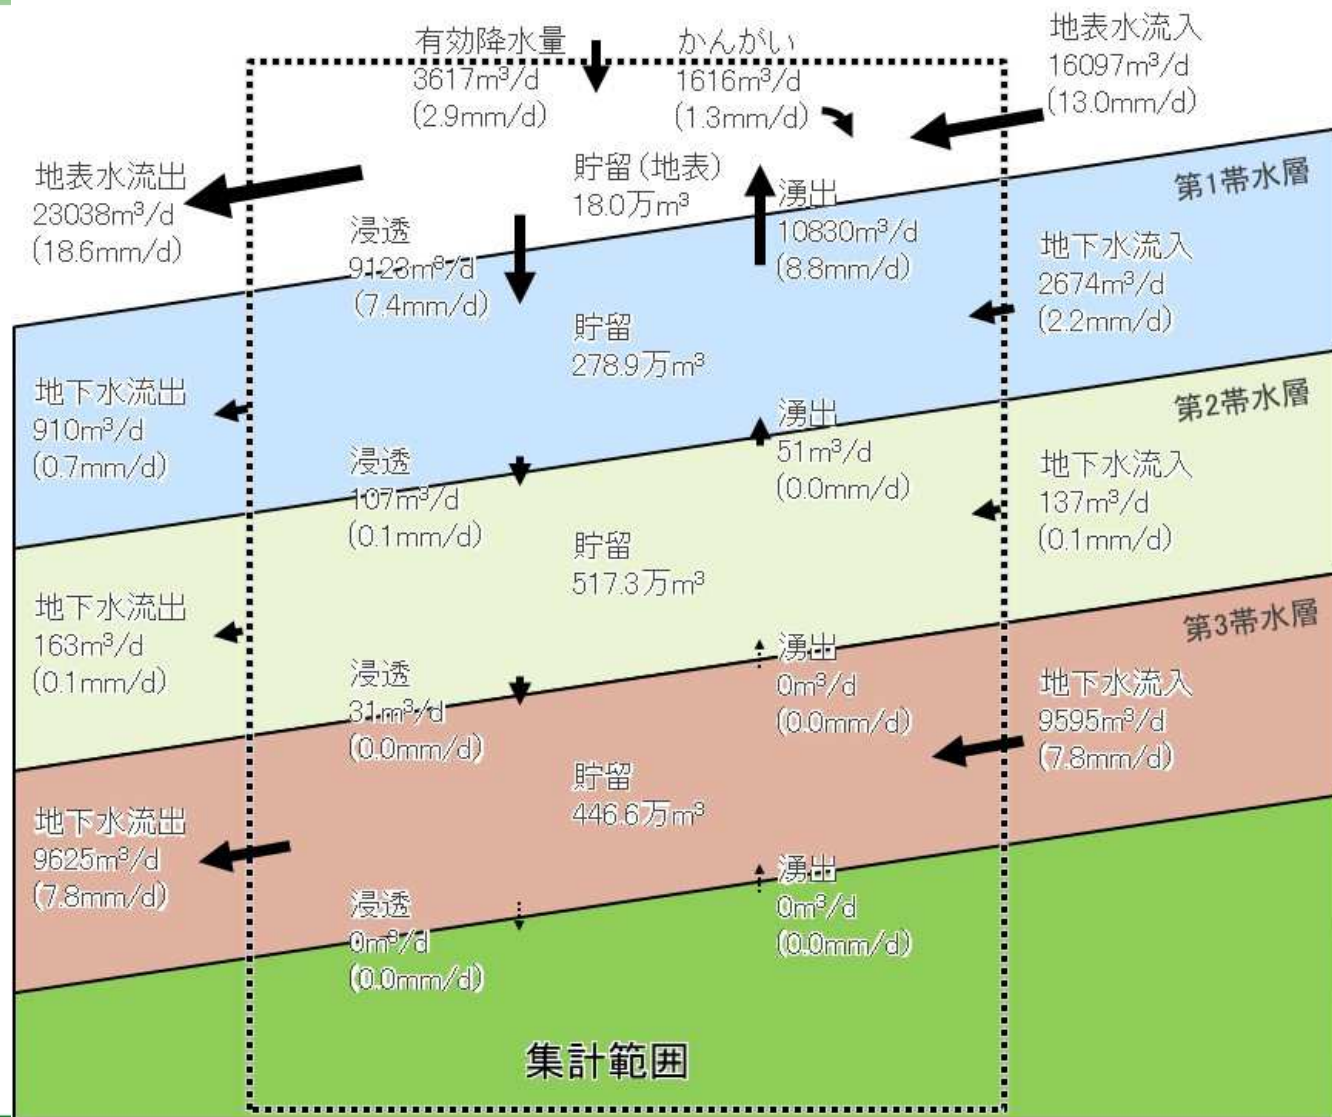 有効降水量
3617m³/d
(2.9mm/d)
かんがい
1616m³/d
(1.3mm/d)
地表水流入
16097m³/d
(13.0mm/d)
地表水流出
23038m³/d
(18.6mm/d)
貯留(地表)
18.0万m³
第1帯水層
浸透
9123m³/d
(7.4mm/d)
湧出
10830m³/d
(8.8mm/d)
地下水流入
2674m³/d
(2.2mm/d)
貯留
278.9万m³
地下水流出
910m³/d
(0.7mm/d)
第2帯水層
浸透
107m³/d
(0.1mm/d)
湧出
51m³/d
(0.0mm/d)
地下水流入
137m³/d
(0.1mm/d)
貯留
517.3万m³
地下水流出
163m³/d
(0.1mm/d)
第3帯水層
浸透
31m³/d
(0.0mm/d)
湧出
0m³/d
(0.0mm/d)
地下水流入
9595m³/d
(7.8mm/d)
貯留
446.6万m³
地下水流出
9625m³/d
(7.8mm/d)
浸透
0m³/d
(0.0mm/d)
湧出
0m³/d
(0.0mm/d)
集計範囲